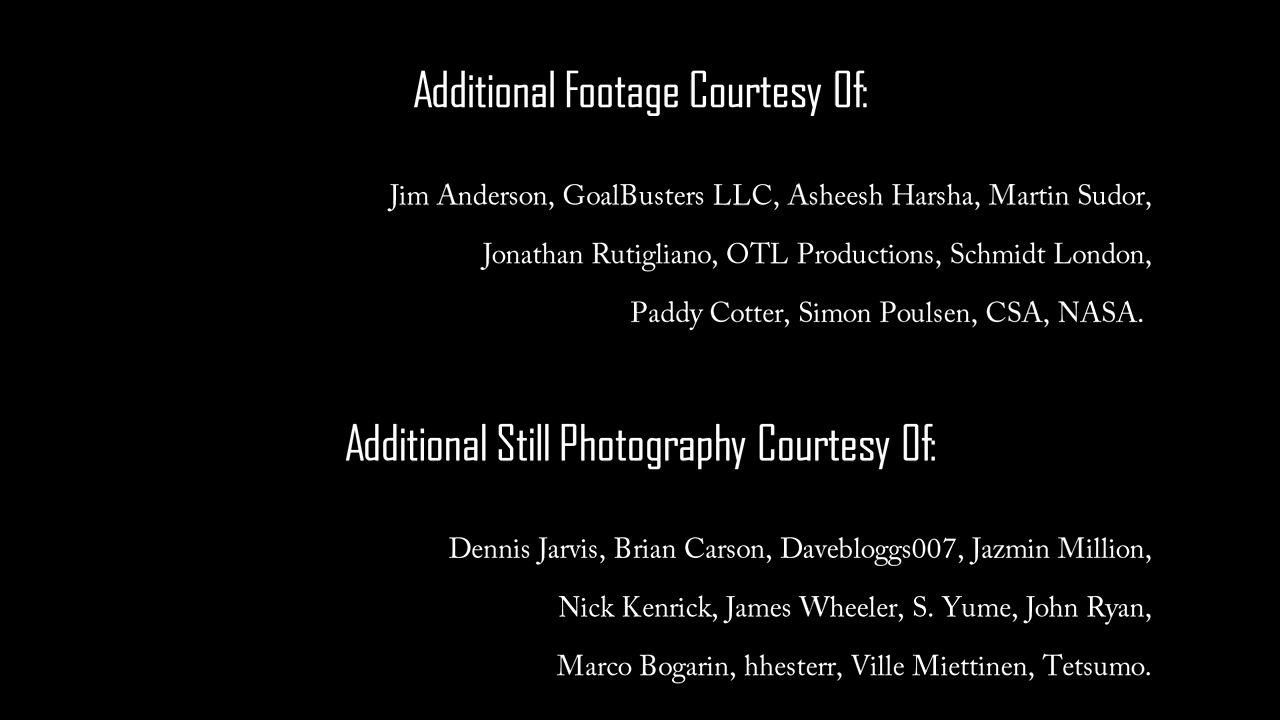 Additional Footage Courtesy Of:
Jim Anderson, GoalBusters LLC, Asheesh Harsha, Martin Sudor,
Jonathan Rutigliano, OTL Productions, Schmidt London,
Paddy Cotter, Simon Poulsen, CSA, NASA.
Additional Still Photography Courtesy Of:
Dennis Jarvis, Brian Carson, Davebloggs007, Jazmin Million,
Nick Kenrick, James Wheeler, S. Yume, John Ryan,
Marco Bogarin, hhesterr, Ville Miettinen, Tetsumo.